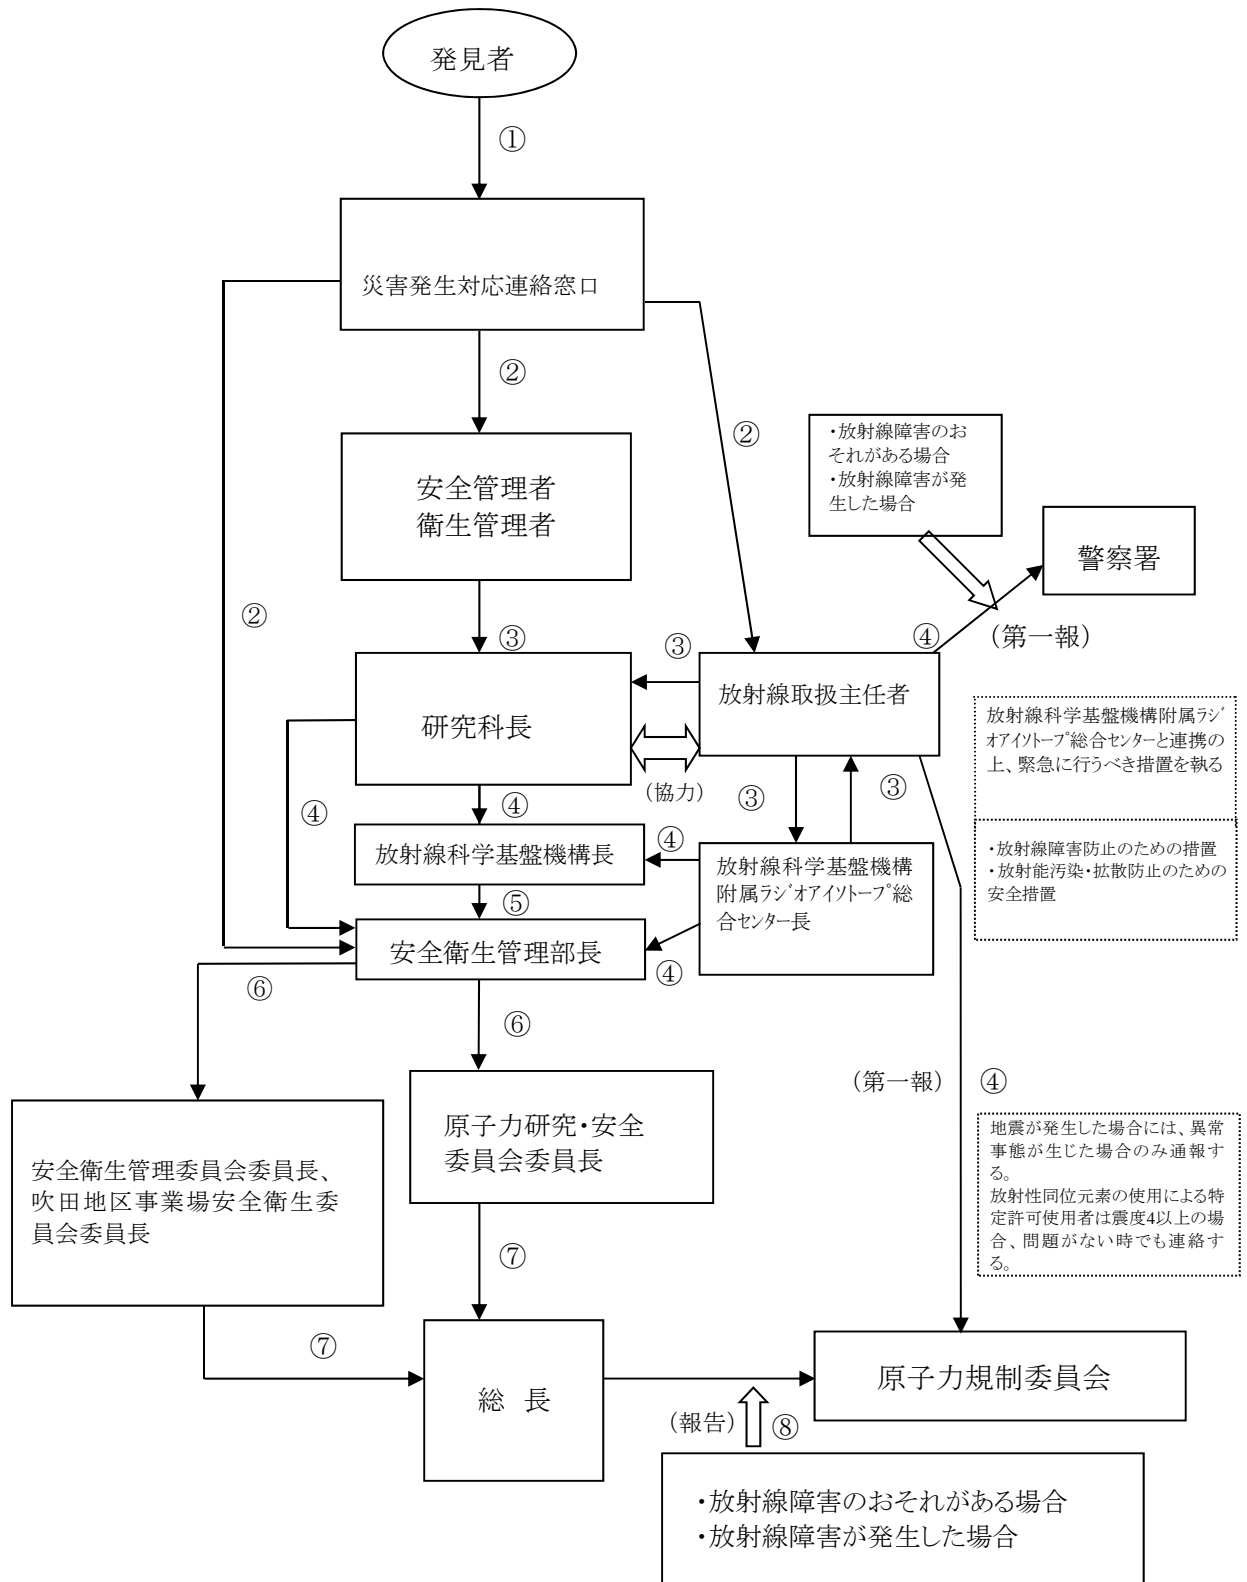 発見者
①
災害発生対応連絡窓口
②
②
②
安全管理者
衛生管理者
・放射線障害のお
それがある場合
・放射線障害が発
生した場合
警察署
④
(第一報)
③
③
研究科長
放射線取扱主任者
(協力)
放射線科学基盤機構附属ラジ
オアイソトープ総合センターと連携の
上、緊急に行うべき措置を執る
③
③
④
④
放射線科学基盤機構長
④
放射線科学基盤機構
附属ラジオアイソトープ総
合センター長
・放射線障害防止のための措置
・放射能汚染・拡散防止のための
安全措置
⑤
安全衛生管理部長
④
⑥
⑥
(第一報)
④
原子力研究・安全
委員会委員長
安全衛生管理委員会委員長、
吹田地区事業場安全衛生委
員会委員長
地震が発生した場合には、異常
事態が生じた場合のみ通報す
る。
放射性同位元素の使用による特
定許可使用者は震度4以上の場
合、問題がない時でも連絡す
る。
⑦
⑦
総 長
原子力規制委員会
(報告)
⑧
・放射線障害のおそれがある場合
・放射線障害が発生した場合